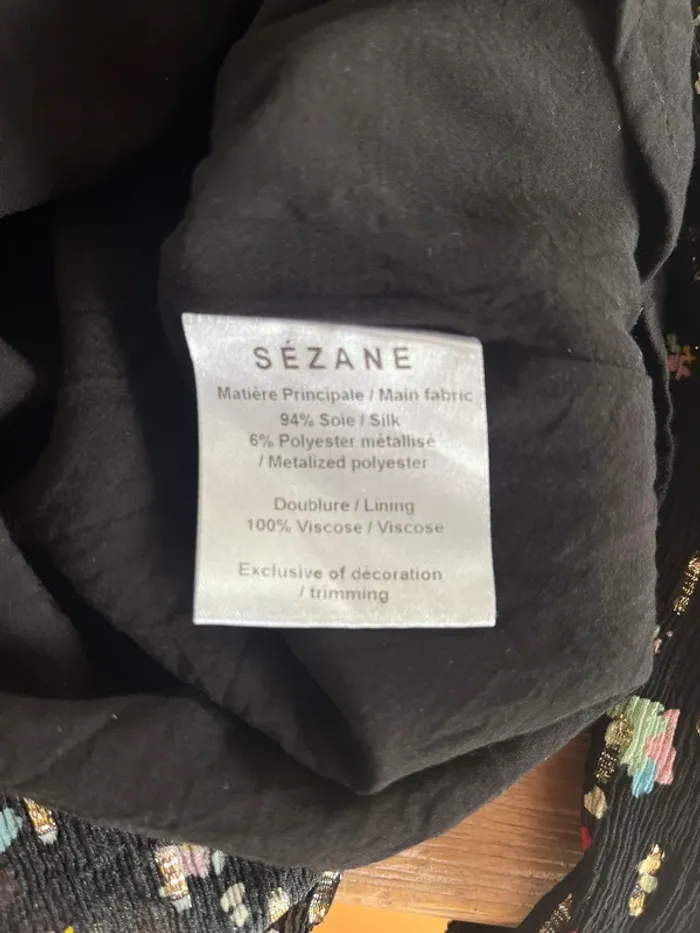 SÉZANE
Matière Principale / Main fabric
94% Soie / Silk
6% Polyester métallisé
/ Metalized polyester
Doublure / Lining
100% Viscose / Viscose
Exclusive of décoration
/ trimming